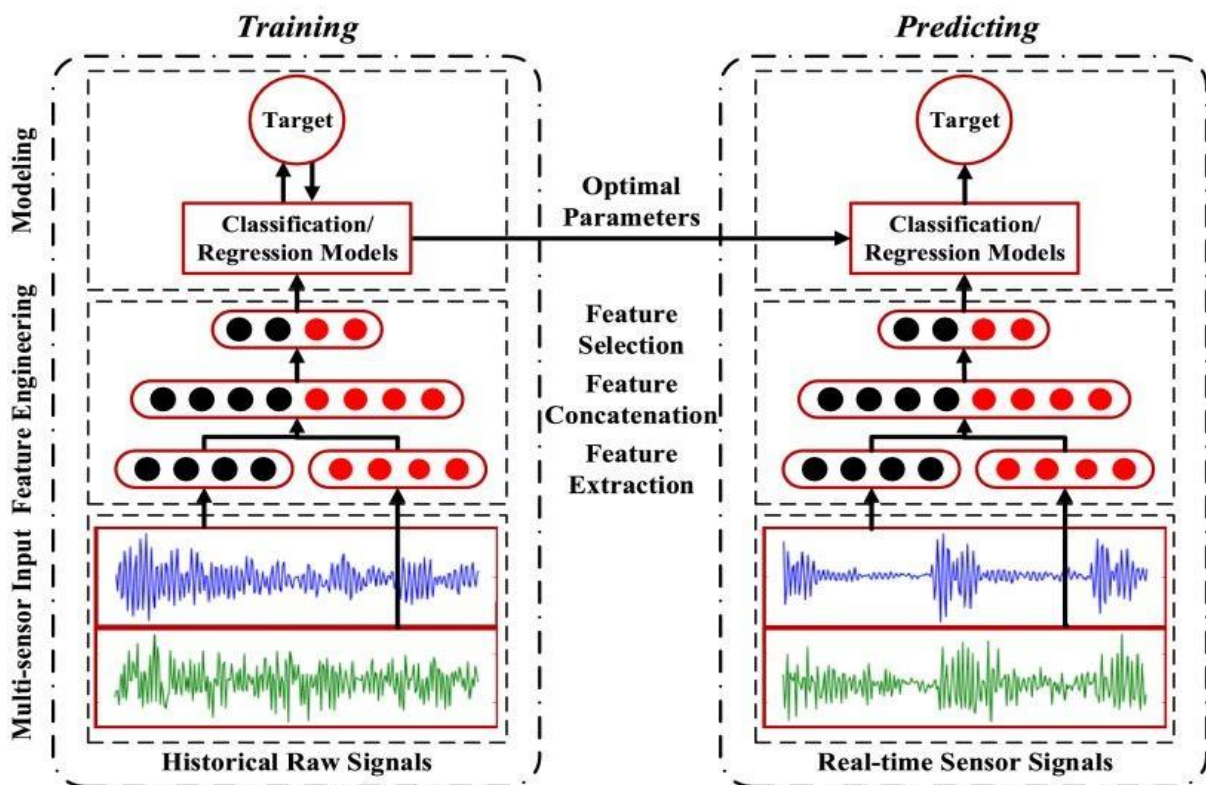 Training
Predicting
Modeling
Target
Target
Classification/
Regression Models
Optimal
Parameters
Classification/
Regression Models
Feature Engineering
Feature
Selection
Feature
Concatenation
Feature
Extraction
Multi-sensor Input
Historical Raw Signals
Real-time Sensor Signals